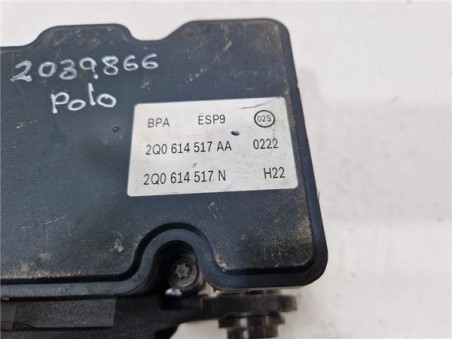 2039866
Polo
BPA ESP9 025
2Q0 614 517 AA 0222
2Q0 614 517 N H22